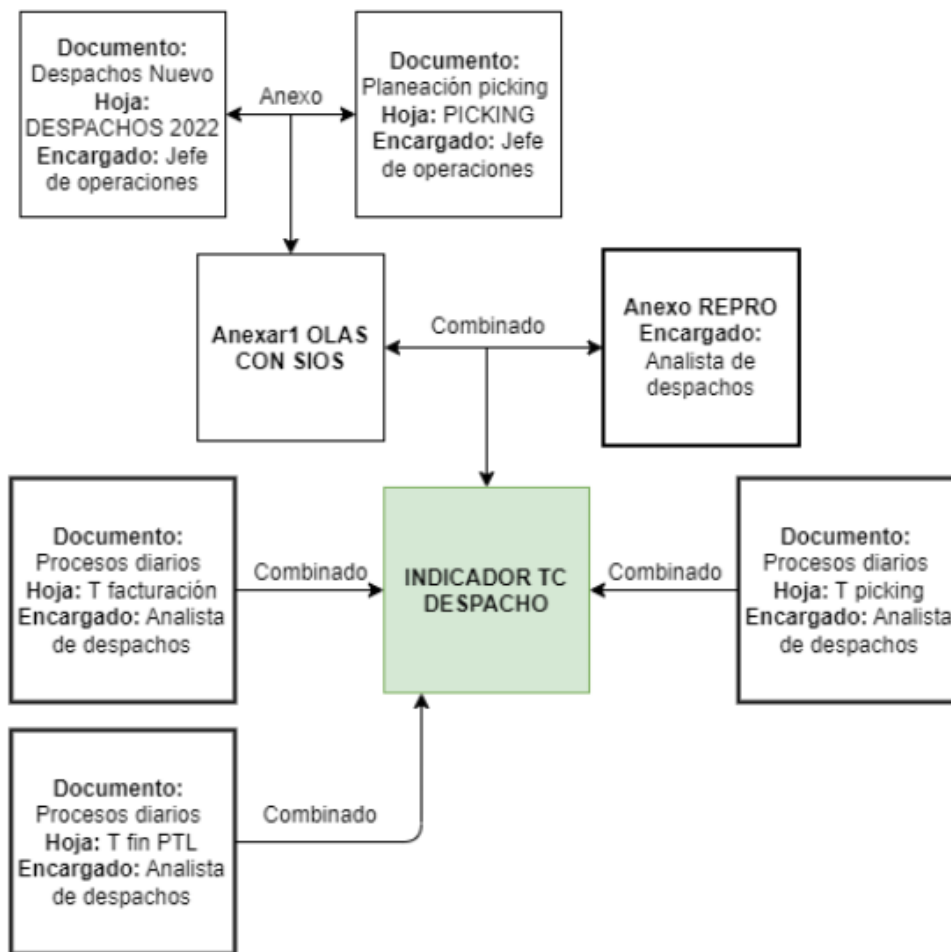 Documento:
Despachos Nuevo
Hoja:
DESPACHOS 2022
Encargado: Jefe
de operaciones
Anexo
Documento:
Planeación picking
Hoja: PICKING
Encargado: Jefe
de operaciones
Anexar1 OLAS
CON SIOS
Combinado
Anexo REPRO
Encargado:
Analista de
despachos
Documento:
Procesos diarios
Hoja: T facturación
Encargado: Analista
de despachos
Combinado
INDICADOR TC
DESPACHO
Combinado
Documento:
Procesos diarios
Hoja: T picking
Encargado: Analista
de despachos
Documento:
Procesos diarios
Hoja: T fin PTL
Encargado: Analista
de despachos
Combinado